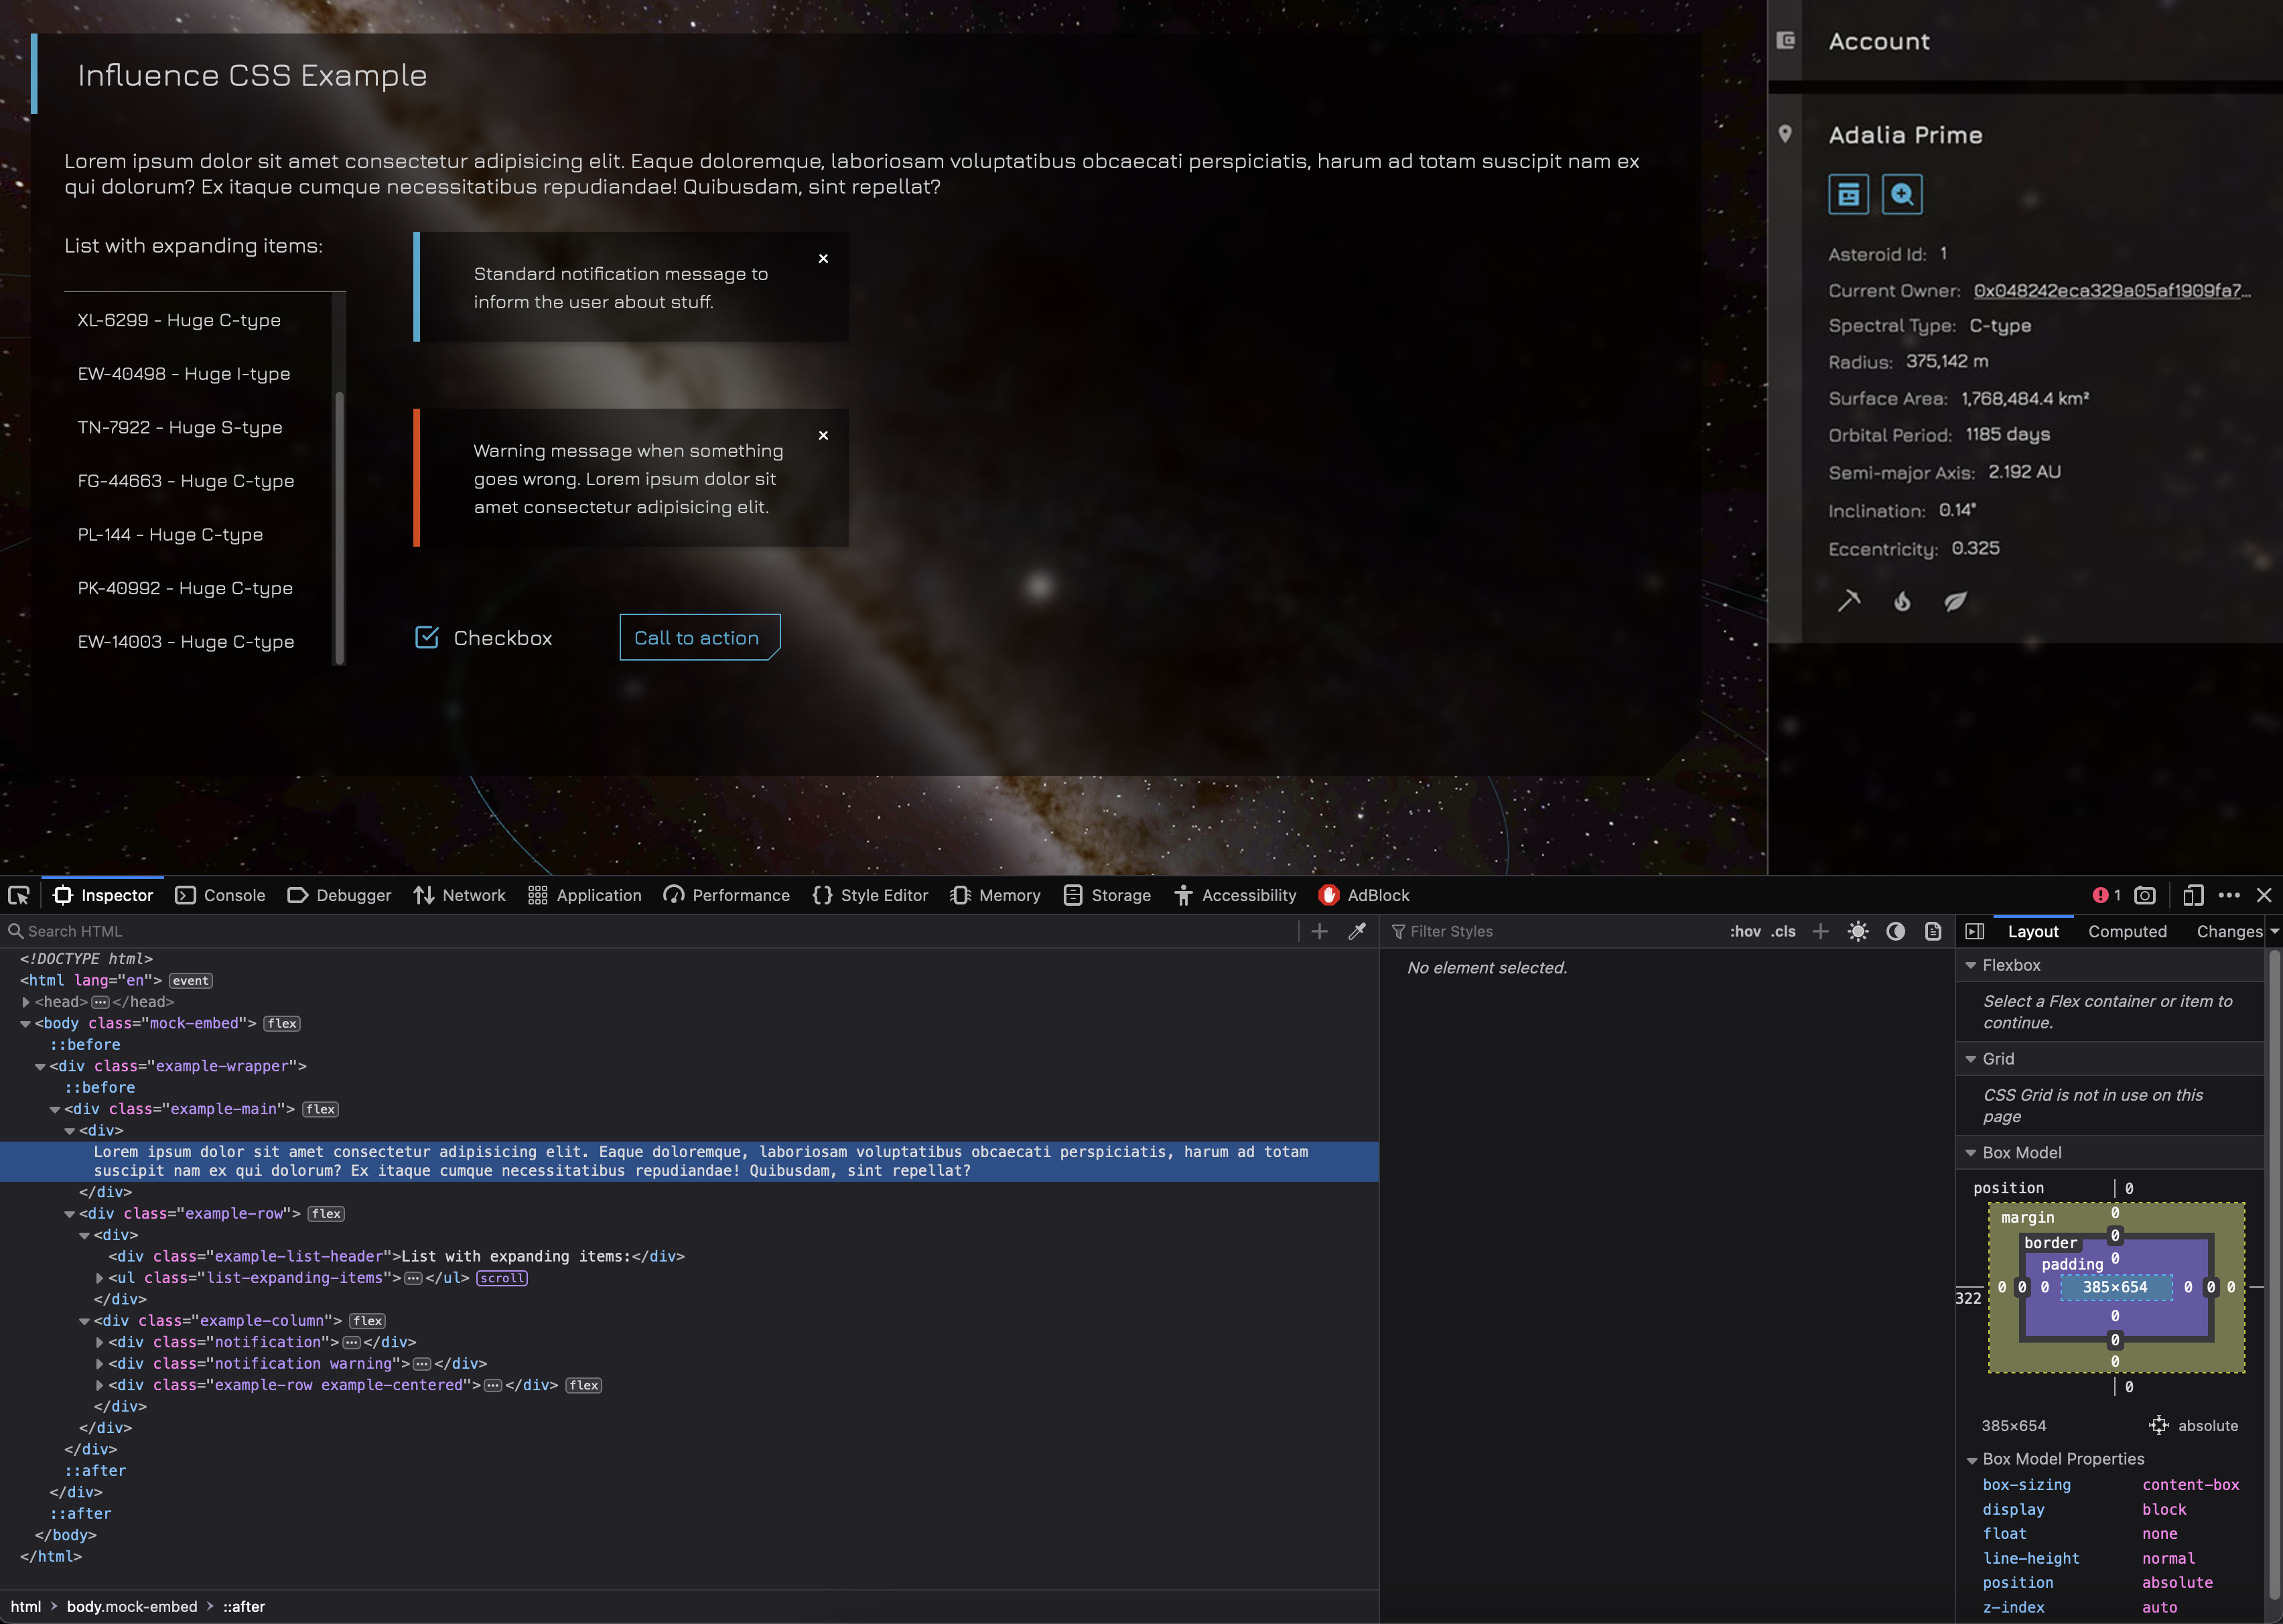 Influence CSS Example
Lorem ipsum dolor sit amet consectetur adipisicing elit. Eaque doloremque, laboriosam voluptatibus obcaecati perspiciatis, harum ad totam suscipit nam ex
qui dolorum? Ex itaque cumque necessitatibus repudiandae! Quibusdam, sint repellat?
List with expanding items:
XL-6299 - Huge C-type
EW-40498 - Huge I-type
TN-7922 - Huge S-type
FG-44663 - Huge C-type
PL-144 - Huge C-type
PK-40992 - Huge C-type
EW-14003 - Huge C-type
Standard notification message to
inform the user about stuff.
Warning message when something
goes wrong. Lorem ipsum dolor sit
amet consectetur adipisicing elit.
Checkbox
Call to action
Account
Adalia Prime
Asteroid Id: 1
Current Owner: 0x048242eca329a05af1909fa7...
Spectral Type: C-type
Radius: 375,142 m
Surface Area: 1,768,484.4 km²
Orbital Period: 1185 days
Semi-major Axis: 2.192 AU
Inclination: 0.14°
Eccentricity: 0.325
Inspector Console Debugger Network Application Performance Style Editor Memory Storage Accessibility AdBlock 1
Search HTML
<!DOCTYPE html>
<html lang="en"> event
<head>…</head>
<body class="mock-embed"> flex
::before
<div class="example-wrapper">
::before
<div class="example-main"> flex
<div>
Lorem ipsum dolor sit amet consectetur adipisicing elit. Eaque doloremque, laboriosam voluptatibus obcaecati perspiciatis, harum ad totam
suscipit nam ex qui dolorum? Ex itaque cumque necessitatibus repudiandae! Quibusdam, sint repellat?
</div>
<div class="example-row"> flex
<div>
<div class="example-list-header">List with expanding items:</div>
<ul class="list-expanding-items">…</ul> scroll
</div>
<div class="example-column"> flex
<div class="notification">…</div>
<div class="notification warning">…</div>
<div class="example-row example-centered">…</div> flex
</div>
</div>
</div>
::after
</div>
::after
</body>
</html>
html > body.mock-embed > ::after
Filter Styles :hov .cls
No element selected.
Layout Computed Changes
Flexbox
Select a Flex container or item to
continue.
Grid
CSS Grid is not in use on this
page
Box Model
position 0
margin 0
border 0
padding 0
322 0 0 0 385×654 0 0 0
0
0
0
0
385×654 absolute
Box Model Properties
box-sizing content-box
display block
float none
line-height normal
position absolute
z-index auto